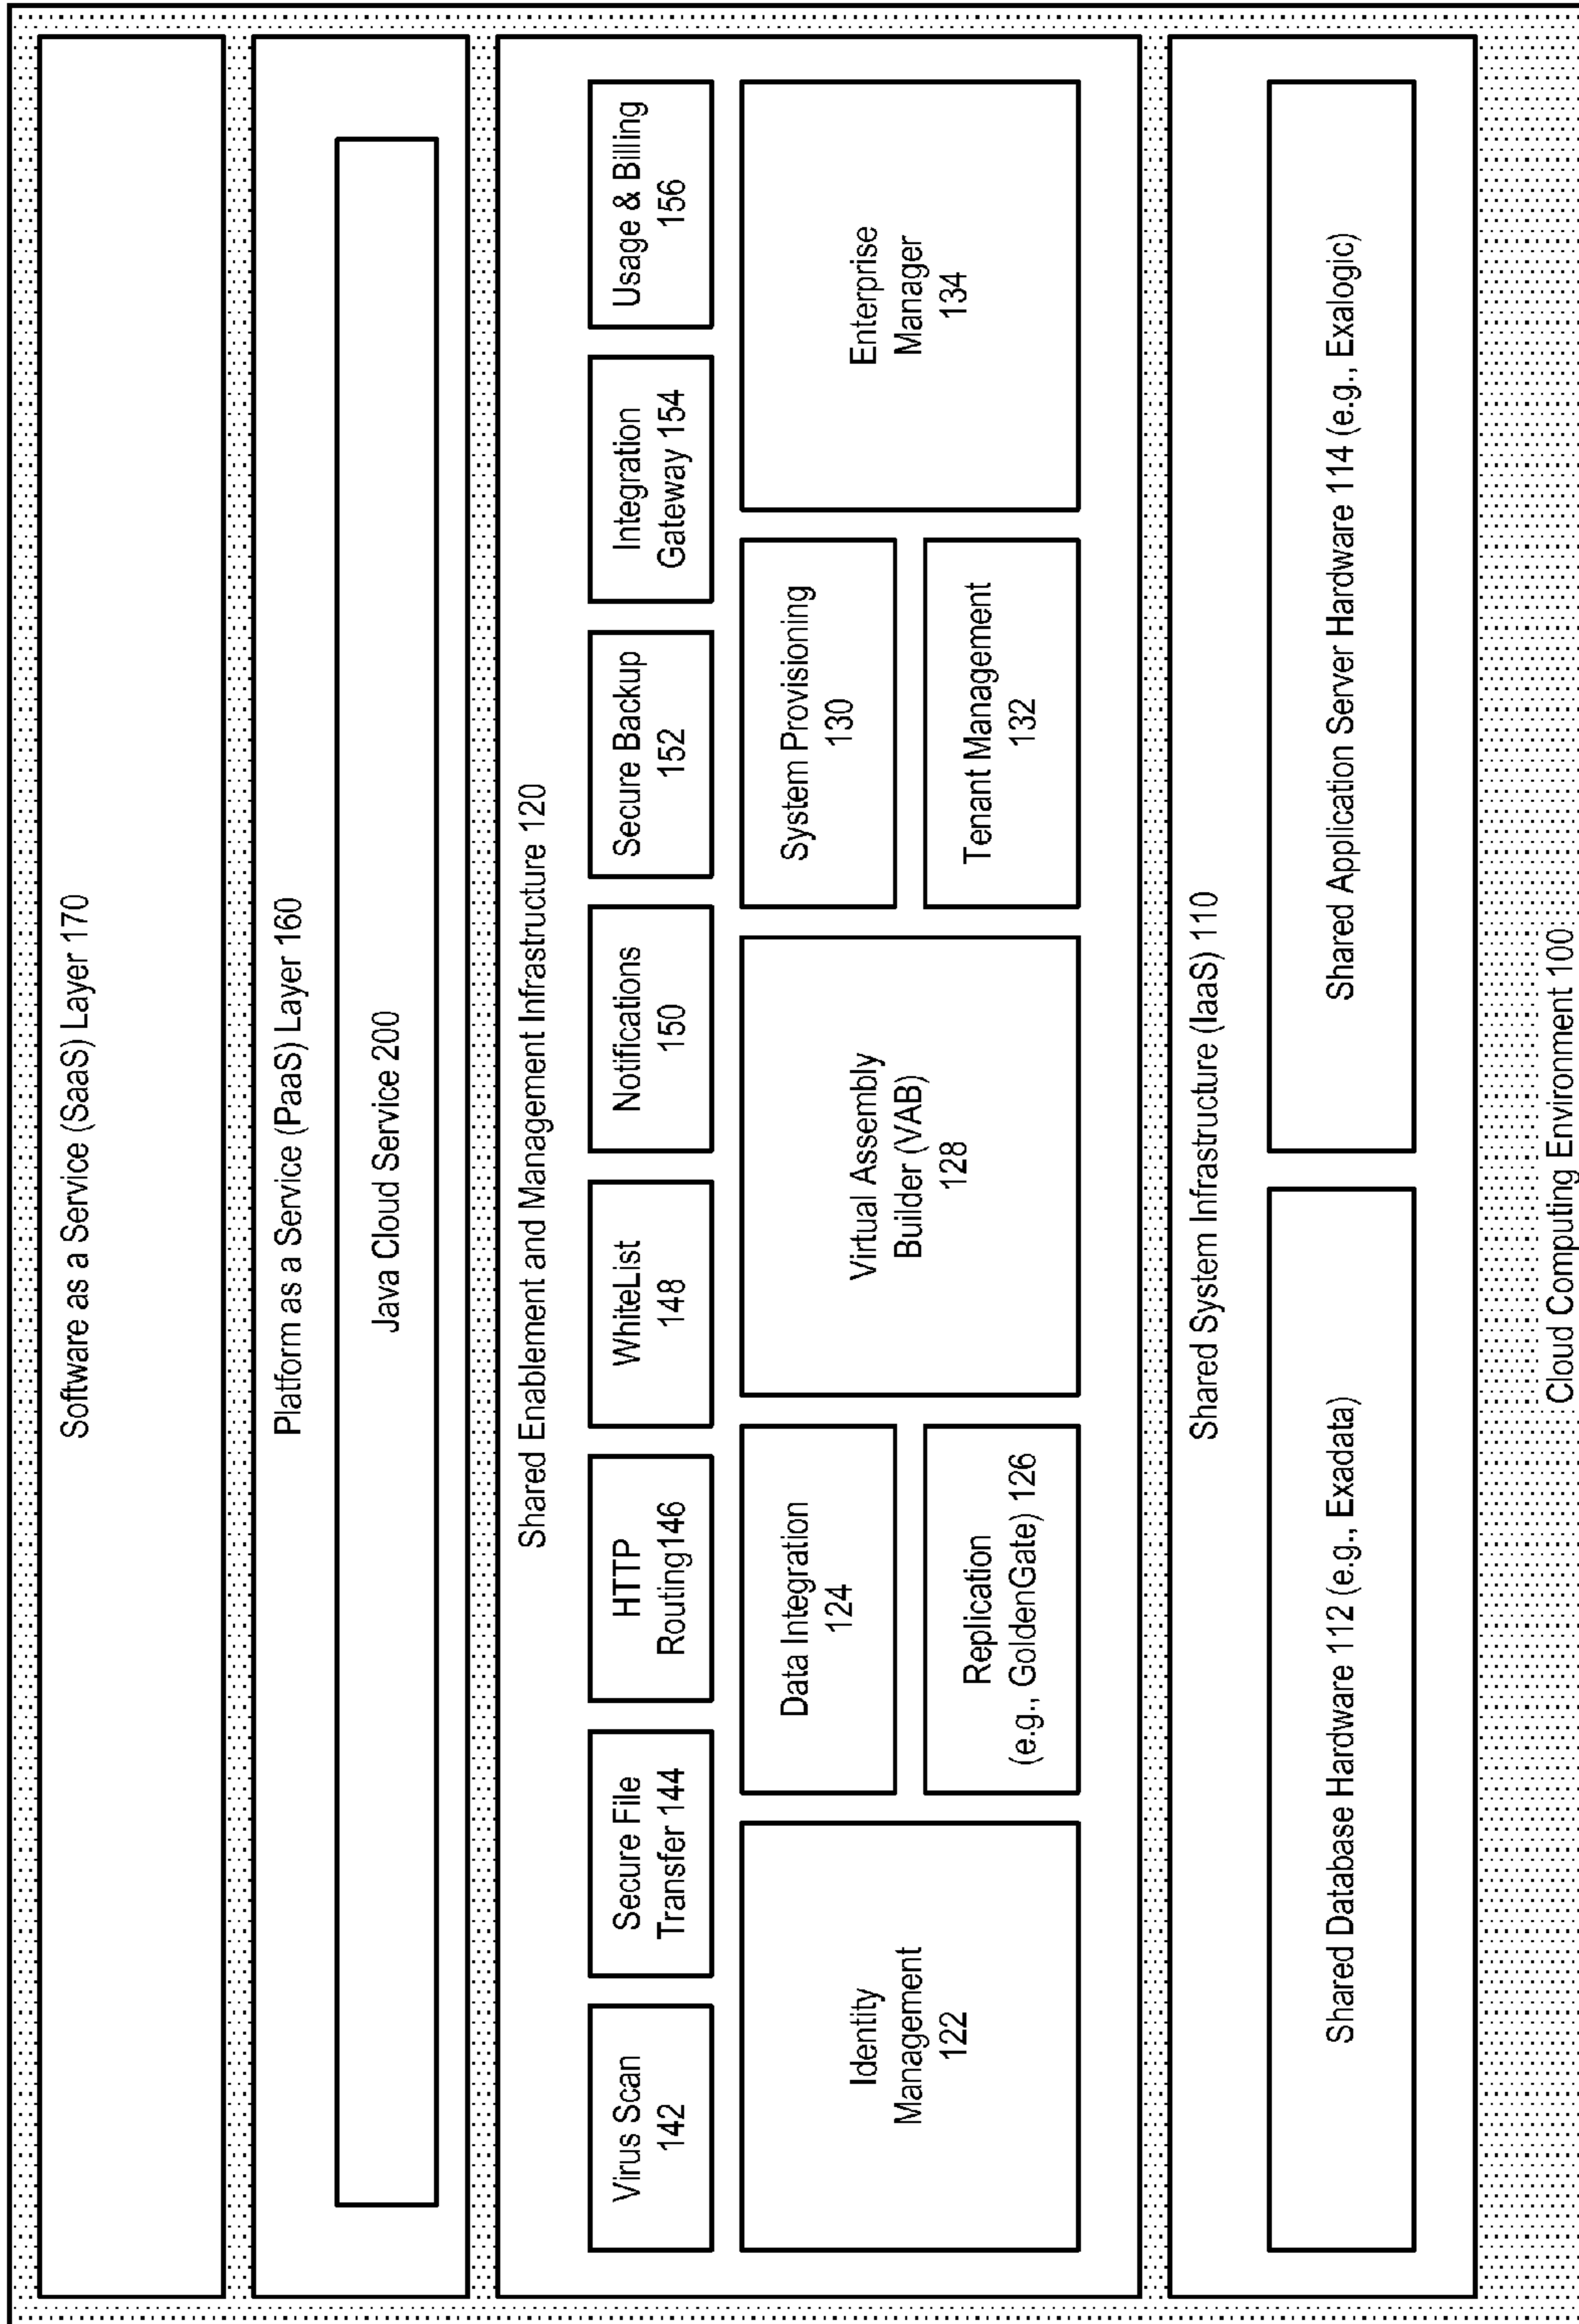 Software as a Service (SaaS) Layer 170
Platform as a Service (PaaS) Layer 160
Java Cloud Service 200
Shared Enablement and Management Infrastructure 120
Virus Scan
142
Secure File
Transfer 144
HTTP
Routing146
WhiteList
148
Notifications
150
Secure Backup
152
Integration
Gateway 154
Usage & Billing
156
Identity
Management
122
Data Integration
124
Replication
(e.g., GoldenGate) 126
Virtual Assembly
Builder (VAB)
128
System Provisioning
130
Tenant Management
132
Enterprise
Manager
134
Shared System Infrastructure (IaaS) 110
Shared Database Hardware 112 (e.g., Exadata)
Shared Application Server Hardware 114 (e.g., Exalogic)
Cloud Computing Environment 100